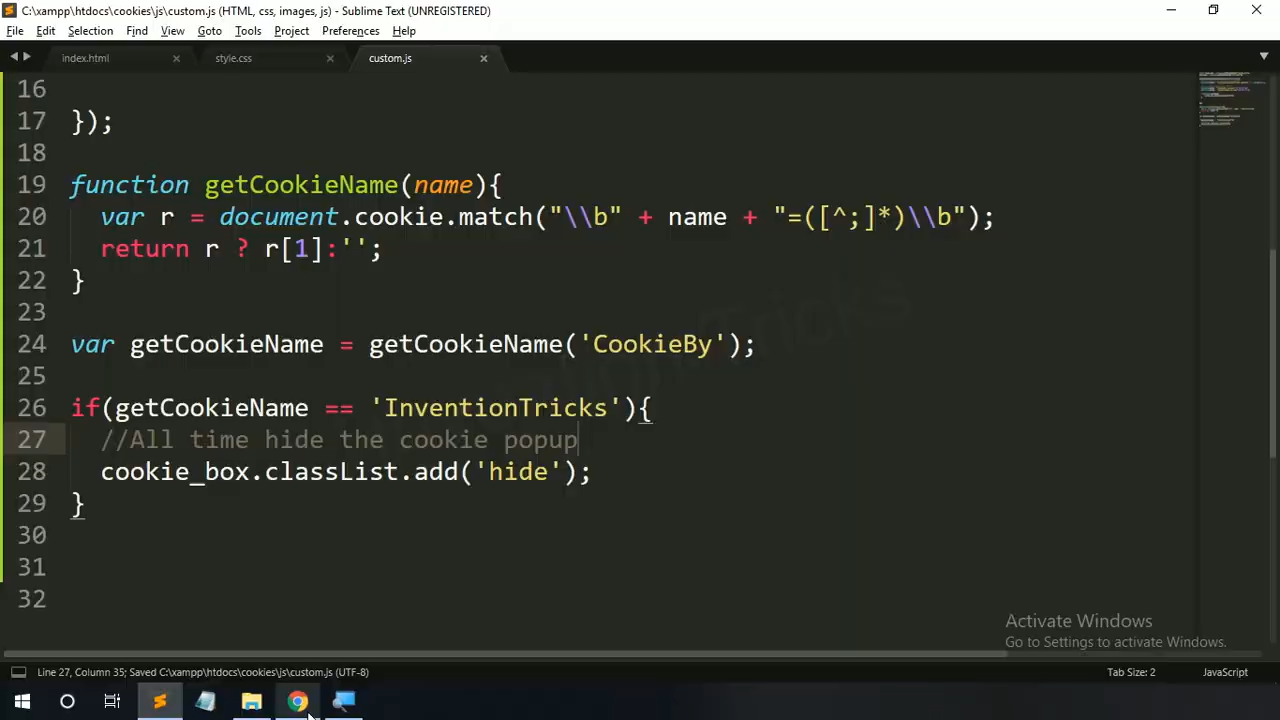 C:\xampp\htdocs\cookies\js\custom.js (HTML, css, images, js) - Sublime Text (UNREGISTERED)
File Edit Selection Find View Goto Tools Project Preferences Help
index.html style.css custom.js
16
17 });
18
19 function getCookieName(name){
20 var r = document.cookie.match("\\b" + name + "=([^;]*)\\b");
21 return r ? r[1]:'';
22 }
23
24 var getCookieName = getCookieName('CookieBy');
25
26 if(getCookieName == 'InventionTricks'){
27 //All time hide the cookie popup
28 cookie_box.classList.add('hide');
29 }
30
31
32
InventionTricks
Activate Windows
Go to Settings to activate Windows.
Line 27, Column 35; Saved C:\xampp\htdocs\cookies\js\custom.js (UTF-8) Tab Size: 2 JavaScript